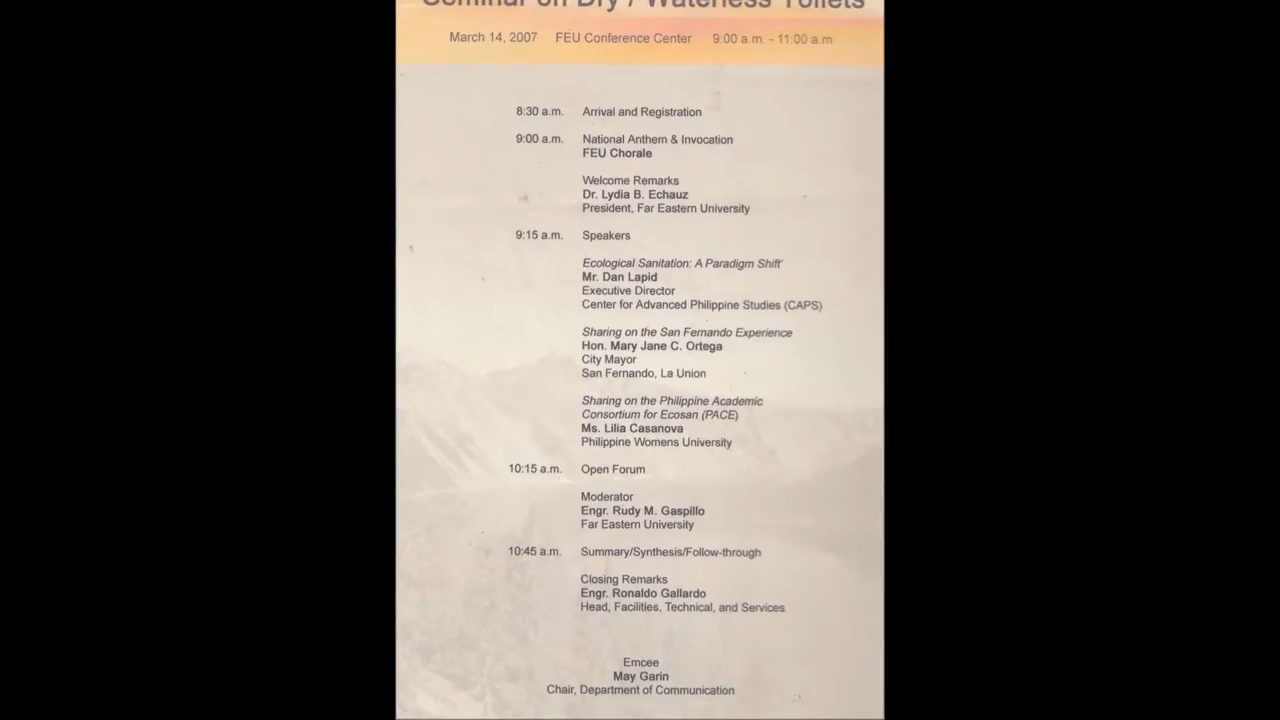 Seminar on Dry / Waterless Toilets
March 14, 2007 FEU Conference Center 9:00 a.m. - 11:00 a.m.
8:30 a.m. Arrival and Registration
9:00 a.m. National Anthem & Invocation
FEU Chorale
Welcome Remarks
Dr. Lydia B. Echauz
President, Far Eastern University
9:15 a.m. Speakers
Ecological Sanitation: A Paradigm Shift'
Mr. Dan Lapid
Executive Director
Center for Advanced Philippine Studies (CAPS)
Sharing on the San Fernando Experience
Hon. Mary Jane C. Ortega
City Mayor
San Fernando, La Union
Sharing on the Philippine Academic
Consortium for Ecosan (PACE)
Ms. Lilia Casanova
Philippine Womens University
10:15 a.m. Open Forum
Moderator
Engr. Rudy M. Gaspillo
Far Eastern University
10:45 a.m. Summary/Synthesis/Follow-through
Closing Remarks
Engr. Ronaldo Gallardo
Head, Facilities, Technical, and Services
Emcee
May Garin
Chair, Department of Communication